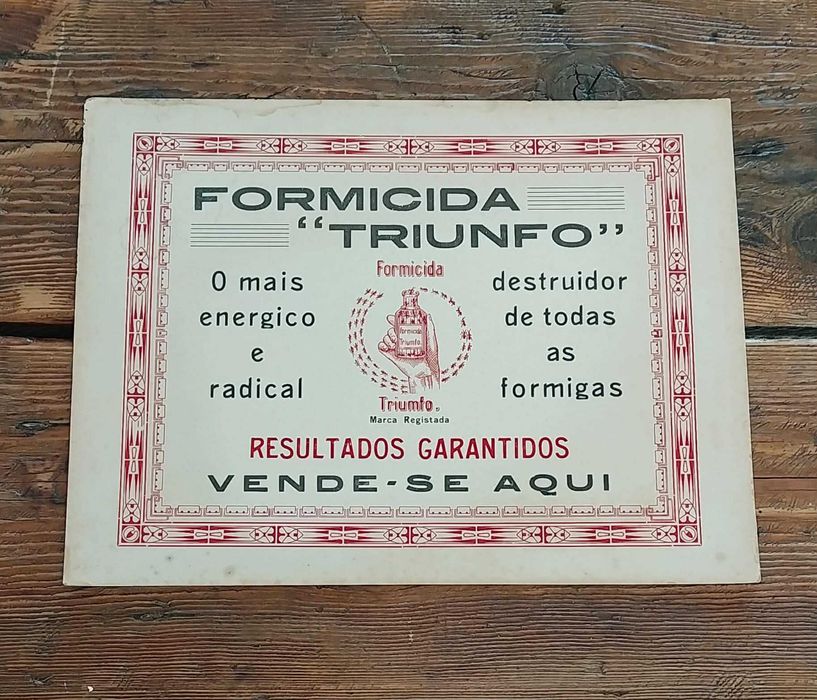 FORMICIDA
“TRIUNFO”
O mais
energico
e
radical
Formicida
Formicida
Triunfo.
Triumfo.
Marca Registada
destruidor
de todas
as
formigas
RESULTADOS GARANTIDOS
VENDE-SE AQUI